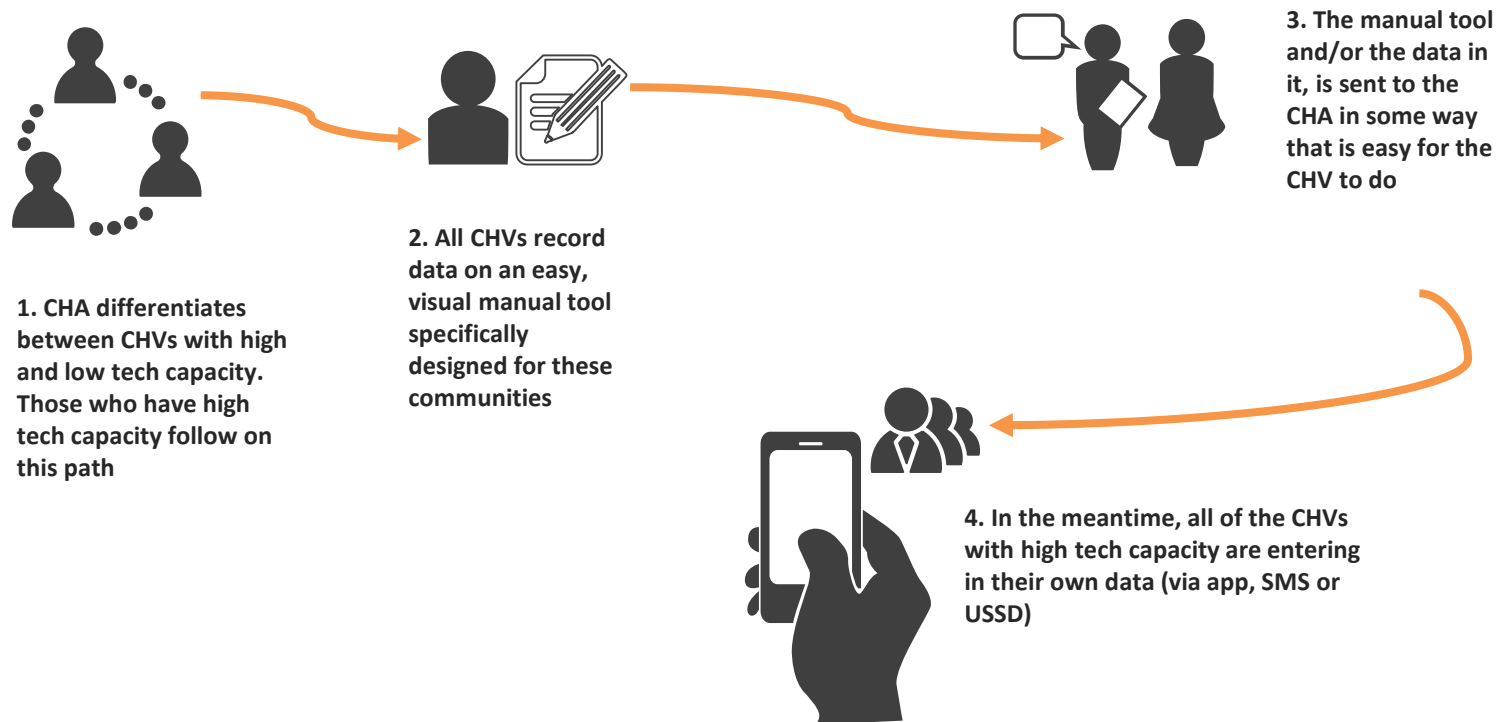 1. CHA differentiates
between CHVs with high
and low tech capacity.
Those who have high
tech capacity follow on
this path
2. All CHVs record
data on an easy,
visual manual tool
specifically
designed for these
communities
3. The manual tool
and/or the data in
it, is sent to the
CHA in some way
that is easy for the
CHV to do
4. In the meantime, all of the CHVs
with high tech capacity are entering
in their own data (via app, SMS or
USSD)